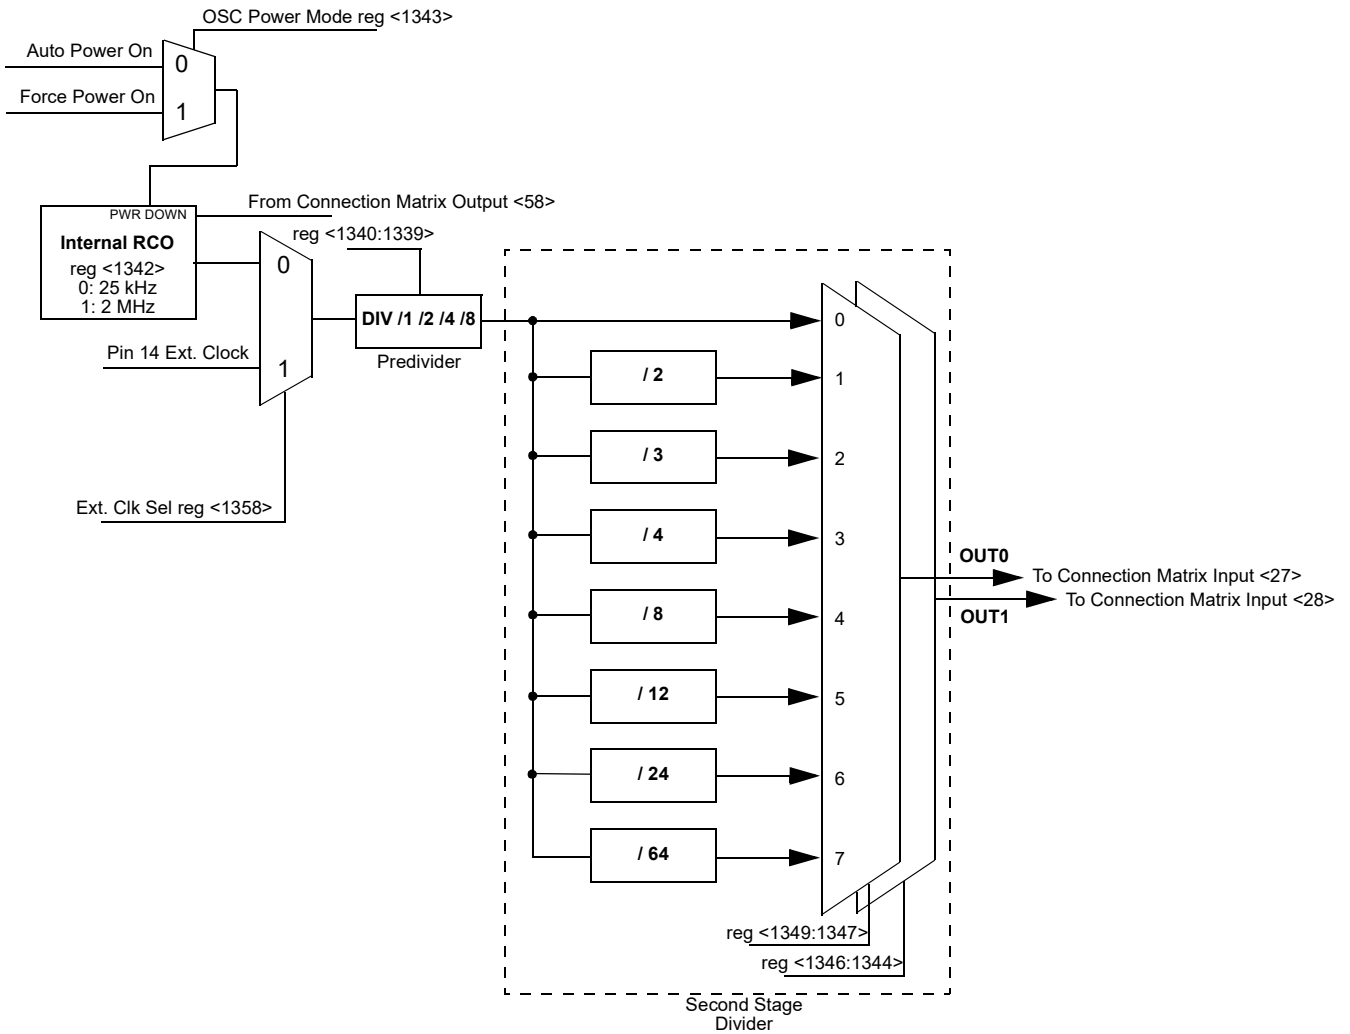 OSC Power Mode reg <1343>
Auto Power On
0
Force Power On
1
From Connection Matrix Output <58>
PWR DOWN
reg <1340:1339>
Internal RCO
reg <1342>
0: 25 kHz
1: 2 MHz
0
DIV /1 /2 /4 /8
Predivider
Pin 14 Ext. Clock
1
Ext. Clk Sel reg <1358>
0
/ 2
1
/ 3
2
/ 4
3
/ 8
4
/ 12
5
/ 24
6
/ 64
7
OUT0
To Connection Matrix Input <27>
To Connection Matrix Input <28>
OUT1
reg <1349:1347>
reg <1346:1344>
Second Stage
Divider